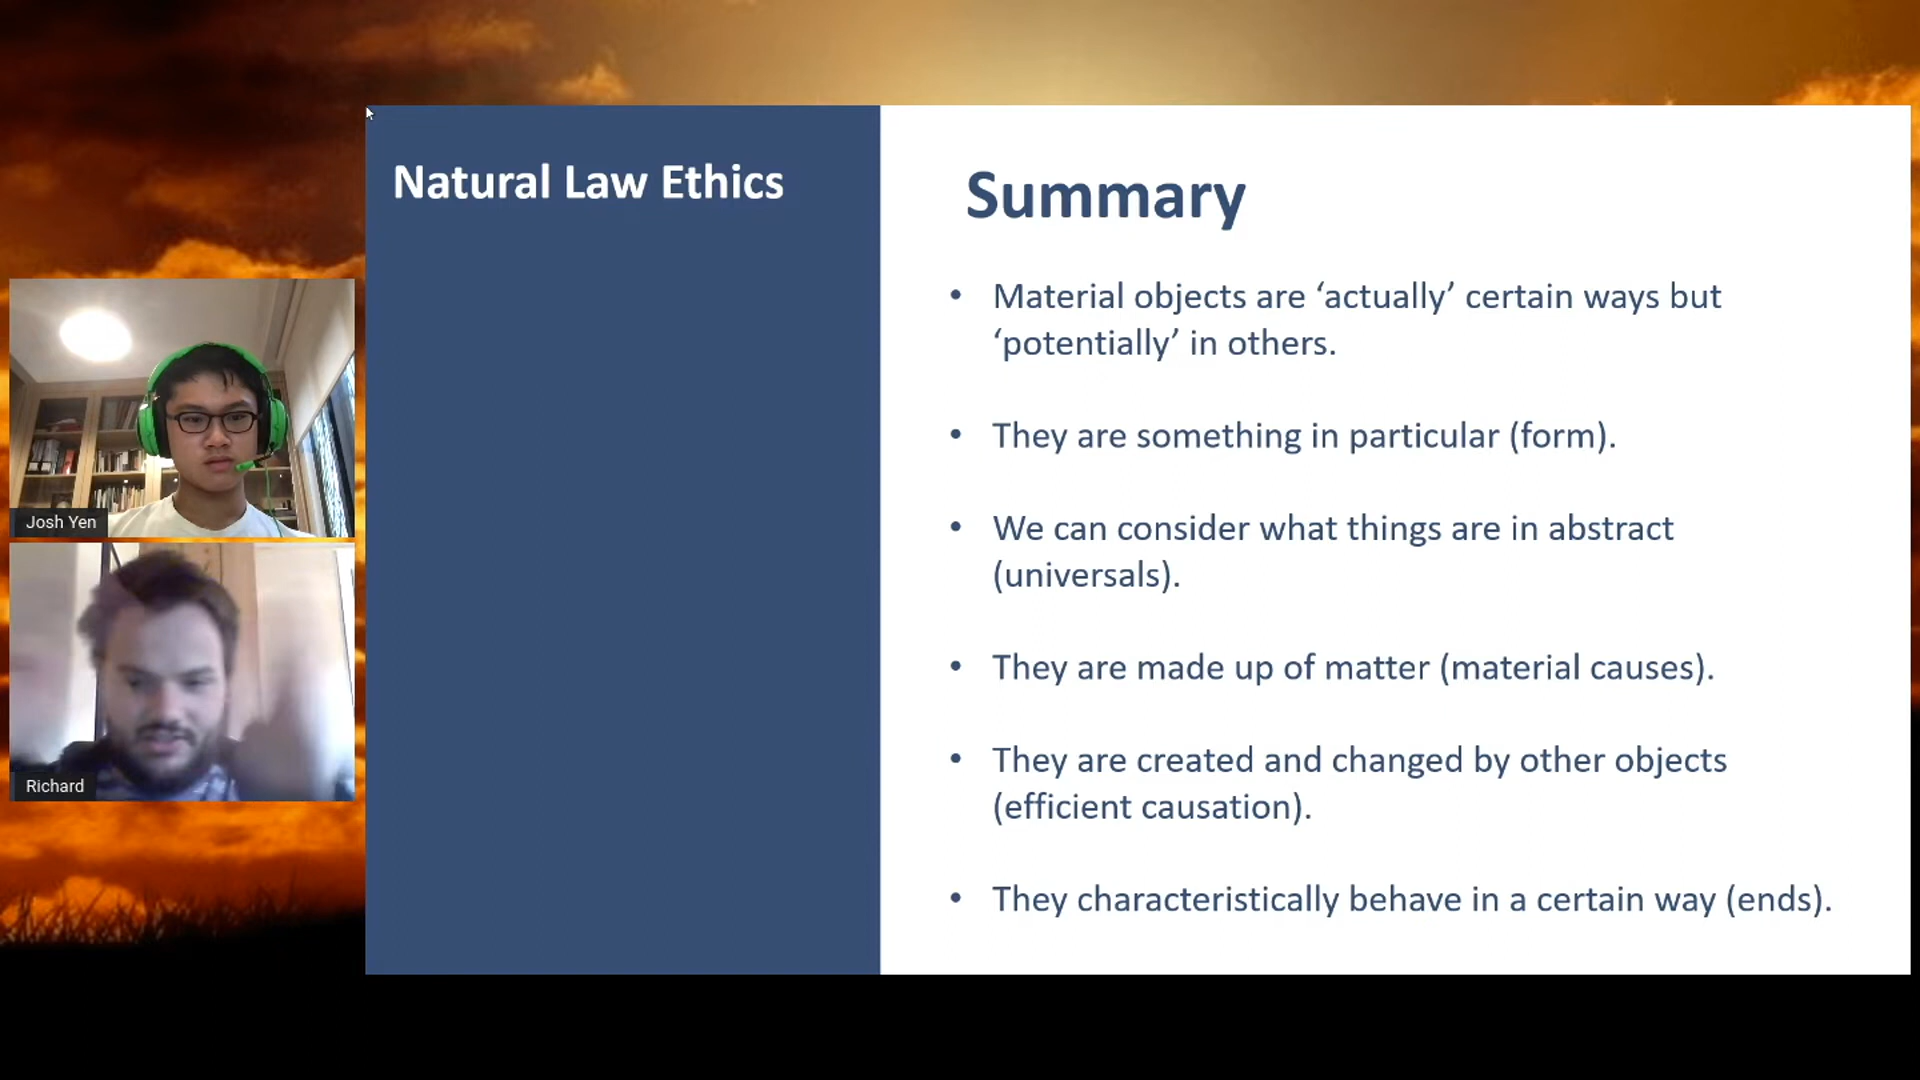 Natural Law Ethics
Summary
• Material objects are ‘actually’ certain ways but
‘potentially’ in others.
• They are something in particular (form).
• We can consider what things are in abstract
(universals).
• They are made up of matter (material causes).
• They are created and changed by other objects
(efficient causation).
• They characteristically behave in a certain way (ends).
Josh Yen
Richard